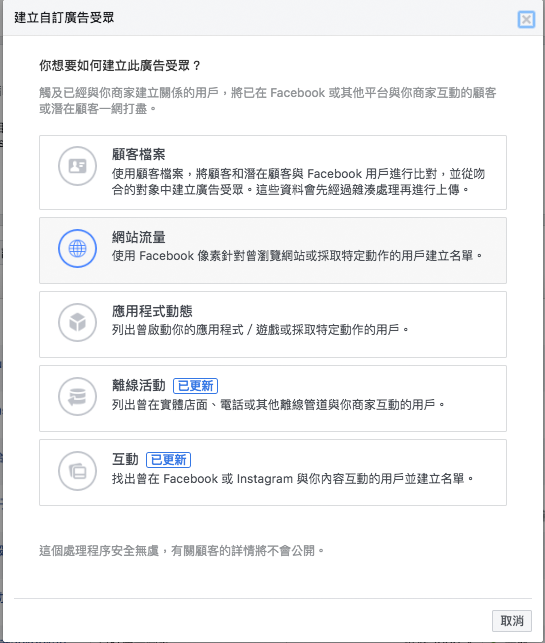 建立自訂廣告受眾
你想要如何建立此廣告受眾？
觸及已經與你商家建立關係的用戶，將已在 Facebook 或其他平台與你商家互動的顧客
或潛在顧客一網打盡。
顧客檔案
使用顧客檔案，將顧客和潛在顧客與 Facebook 用戶進行比對，並從吻
合的對象中建立廣告受眾。這些資料會先經過雜湊處理再進行上傳。
網站流量
使用 Facebook 像素針對曾瀏覽網站或採取特定動作的用戶建立名單。
應用程式動態
列出曾啟動你的應用程式 / 遊戲或採取特定動作的用戶。
離線活動 已更新
列出曾在實體店面、電話或其他離線管道與你商家互動的用戶。
互動 已更新
找出曾在 Facebook 或 Instagram 與你內容互動的用戶並建立名單。
這個處理程序安全無虞，有關顧客的詳情將不會公開。
取消